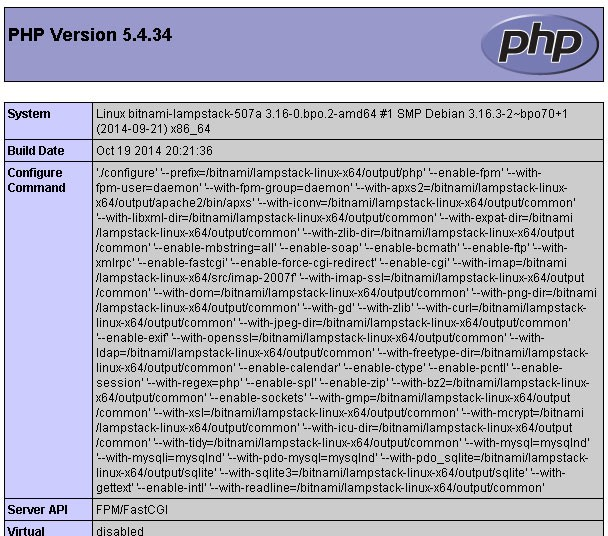 PHP Version 5.4.34
php
System
Linux bitnami-lampstack-507a 3.16-0.bpo.2-amd64 #1 SMP Debian 3.16.3-2~bpo70+1
(2014-09-21) x86_64
Build Date
Oct 19 2014 20:21:36
Configure
Command
'./configure' '--prefix=/bitnami/lampstack-linux-x64/output/php' '--enable-fpm' '--with-
fpm-user=daemon' '--with-fpm-group=daemon' '--with-apxs2=/bitnami/lampstack-linux-
x64/output/apache2/bin/apxs' '--with-iconv=/bitnami/lampstack-linux-x64/output/common'
'--with-libxml-dir=/bitnami/lampstack-linux-x64/output/common' '--with-expat-dir=/bitnami
/lampstack-linux-x64/output/common' '--with-zlib-dir=/bitnami/lampstack-linux-x64/output
/common' '--enable-mbstring=all' '--enable-soap' '--enable-bcmath' '--enable-ftp' '--with-
xmlrpc' '--enable-fastcgi' '--enable-force-cgi-redirect' '--enable-cgi' '--with-imap=/bitnami
/lampstack-linux-x64/src/imap-2007f' '--with-imap-ssl=/bitnami/lampstack-linux-x64/output
/common' '--with-dom=/bitnami/lampstack-linux-x64/output/common' '--with-png-dir=/bitnami
/lampstack-linux-x64/output/common' '--with-gd' '--with-zlib' '--with-curl=/bitnami/lampstack-
linux-x64/output/common' '--with-jpeg-dir=/bitnami/lampstack-linux-x64/output/common'
'--enable-exif' '--with-openssl=/bitnami/lampstack-linux-x64/output/common' '--with-
ldap=/bitnami/lampstack-linux-x64/output/common' '--with-freetype-dir=/bitnami/lampstack-
linux-x64/output/common' '--enable-calendar' '--enable-ctype' '--enable-pcntl' '--enable-
session' '--with-regex=php' '--enable-spl' '--enable-zip' '--with-bz2=/bitnami/lampstack-linux-
x64/output/common' '--enable-sockets' '--with-gmp=/bitnami/lampstack-linux-x64/output
/common' '--with-xsl=/bitnami/lampstack-linux-x64/output/common' '--with-mcrypt=/bitnami
/lampstack-linux-x64/output/common' '--with-icu-dir=/bitnami/lampstack-linux-x64/output
/common' '--with-tidy=/bitnami/lampstack-linux-x64/output/common' '--with-mysql=mysqlnd'
'--with-mysqli=mysqlnd' '--with-pdo-mysql=mysqlnd' '--with-pdo_sqlite=/bitnami/lampstack-
linux-x64/output/sqlite' '--with-sqlite3=/bitnami/lampstack-linux-x64/output/sqlite' '--with-
gettext' '--enable-intl' '--with-readline=/bitnami/lampstack-linux-x64/output/common'
Server API
FPM/FastCGI
Virtual
disabled